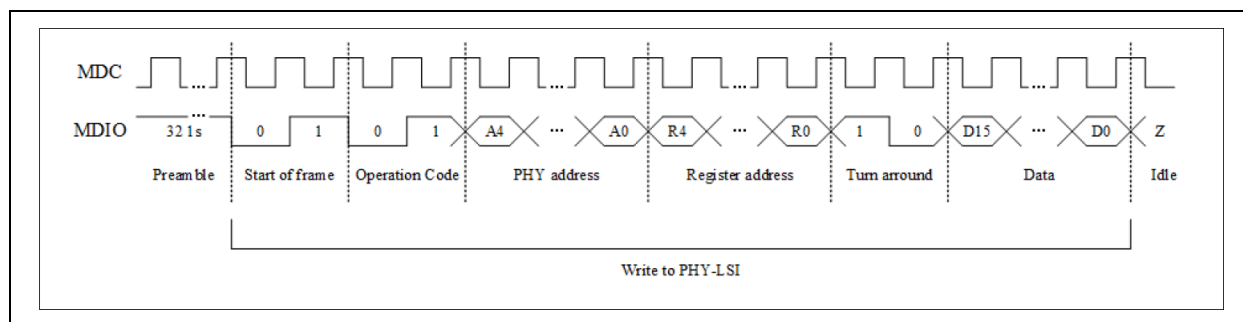 MDC ... ... ... ...
MDIO 32 1s ... 0 1 0 1 A4 ... A0 R4 ... R0 1 0 D15 ... D0 Z
Preamble Start of frame Operation Code PHY address Register address Turn arround Data Idle
Write to PHY-LSI